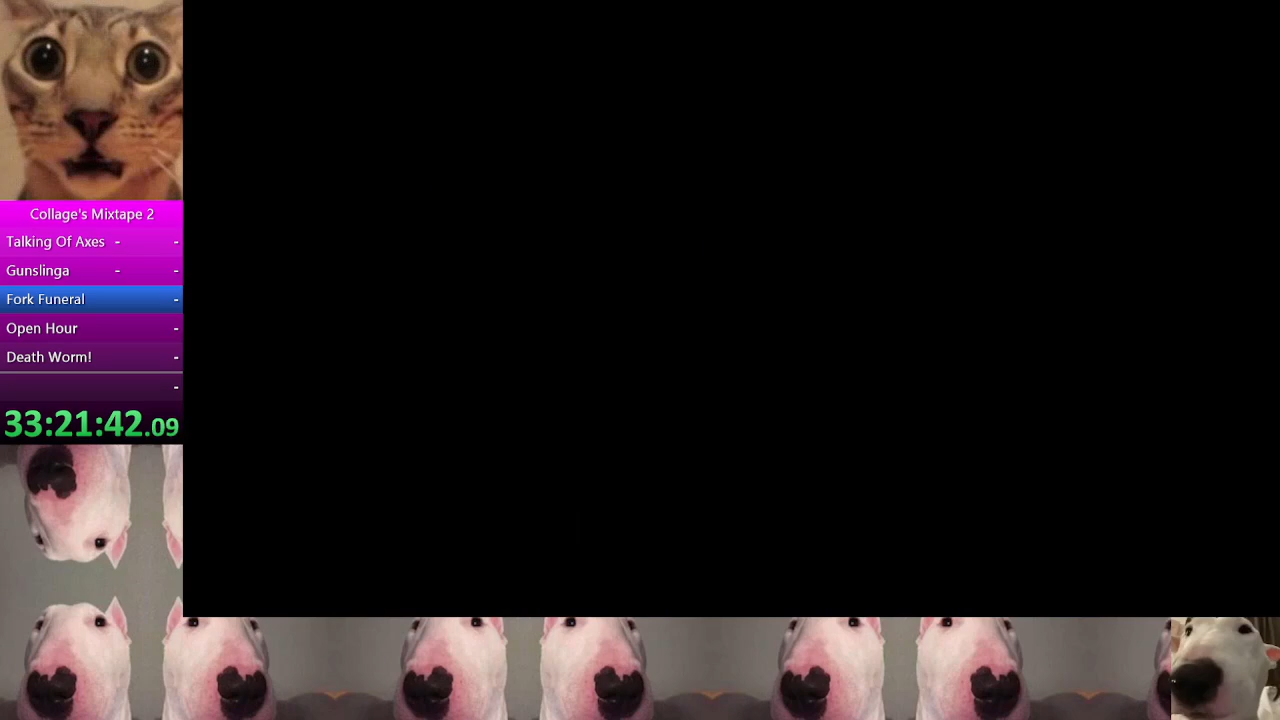 Collage's Mixtape 2
Talking Of Axes - -
Gunslinga - -
Fork Funeral -
Open Hour -
Death Worm! -
-
33:21:42.09